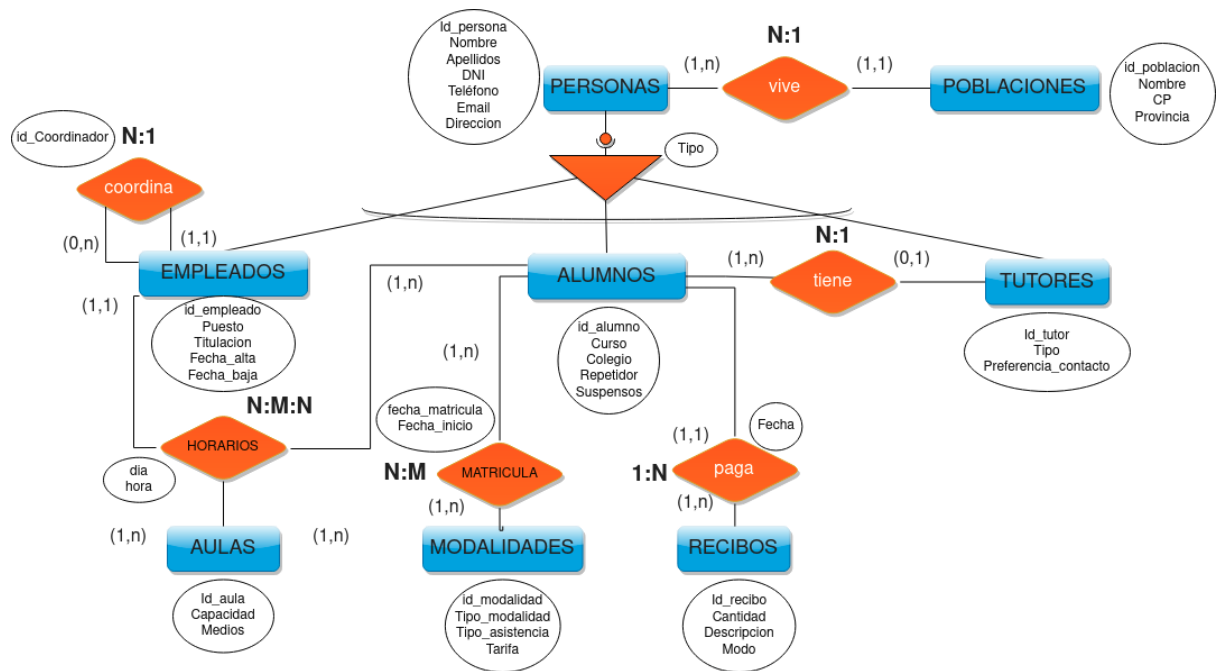 Id_persona
Nombre
Apellidos
DNI
Teléfono
Email
Direccion
PERSONAS
(1,n)
N:1
vive
(1,1)
POBLACIONES
id_poblacion
Nombre
CP
Provincia
id_Coordinador
N:1
coordina
(0,n)
(1,1)
Tipo
EMPLEADOS
(1,1)
id_empleado
Puesto
Titulacion
Fecha_alta
Fecha_baja
(1,n)
ALUMNOS
id_alumno
Curso
Colegio
Repetidor
Suspensos
(1,n)
N:1
tiene
(0,1)
TUTORES
Id_tutor
Tipo
Preferencia_contacto
N:M:N
HORARIOS
dia
hora
(1,n)
AULAS
(1,n)
Id_aula
Capacidad
Medios
(1,n)
fecha_matricula
Fecha_inicio
N:M
MATRICULA
(1,n)
MODALIDADES
id_modalidad
Tipo_modalidad
Tipo_asistencia
Tarifa
Fecha
(1,1)
1:N
paga
(1,n)
RECIBOS
Id_recibo
Cantidad
Descripcion
Modo